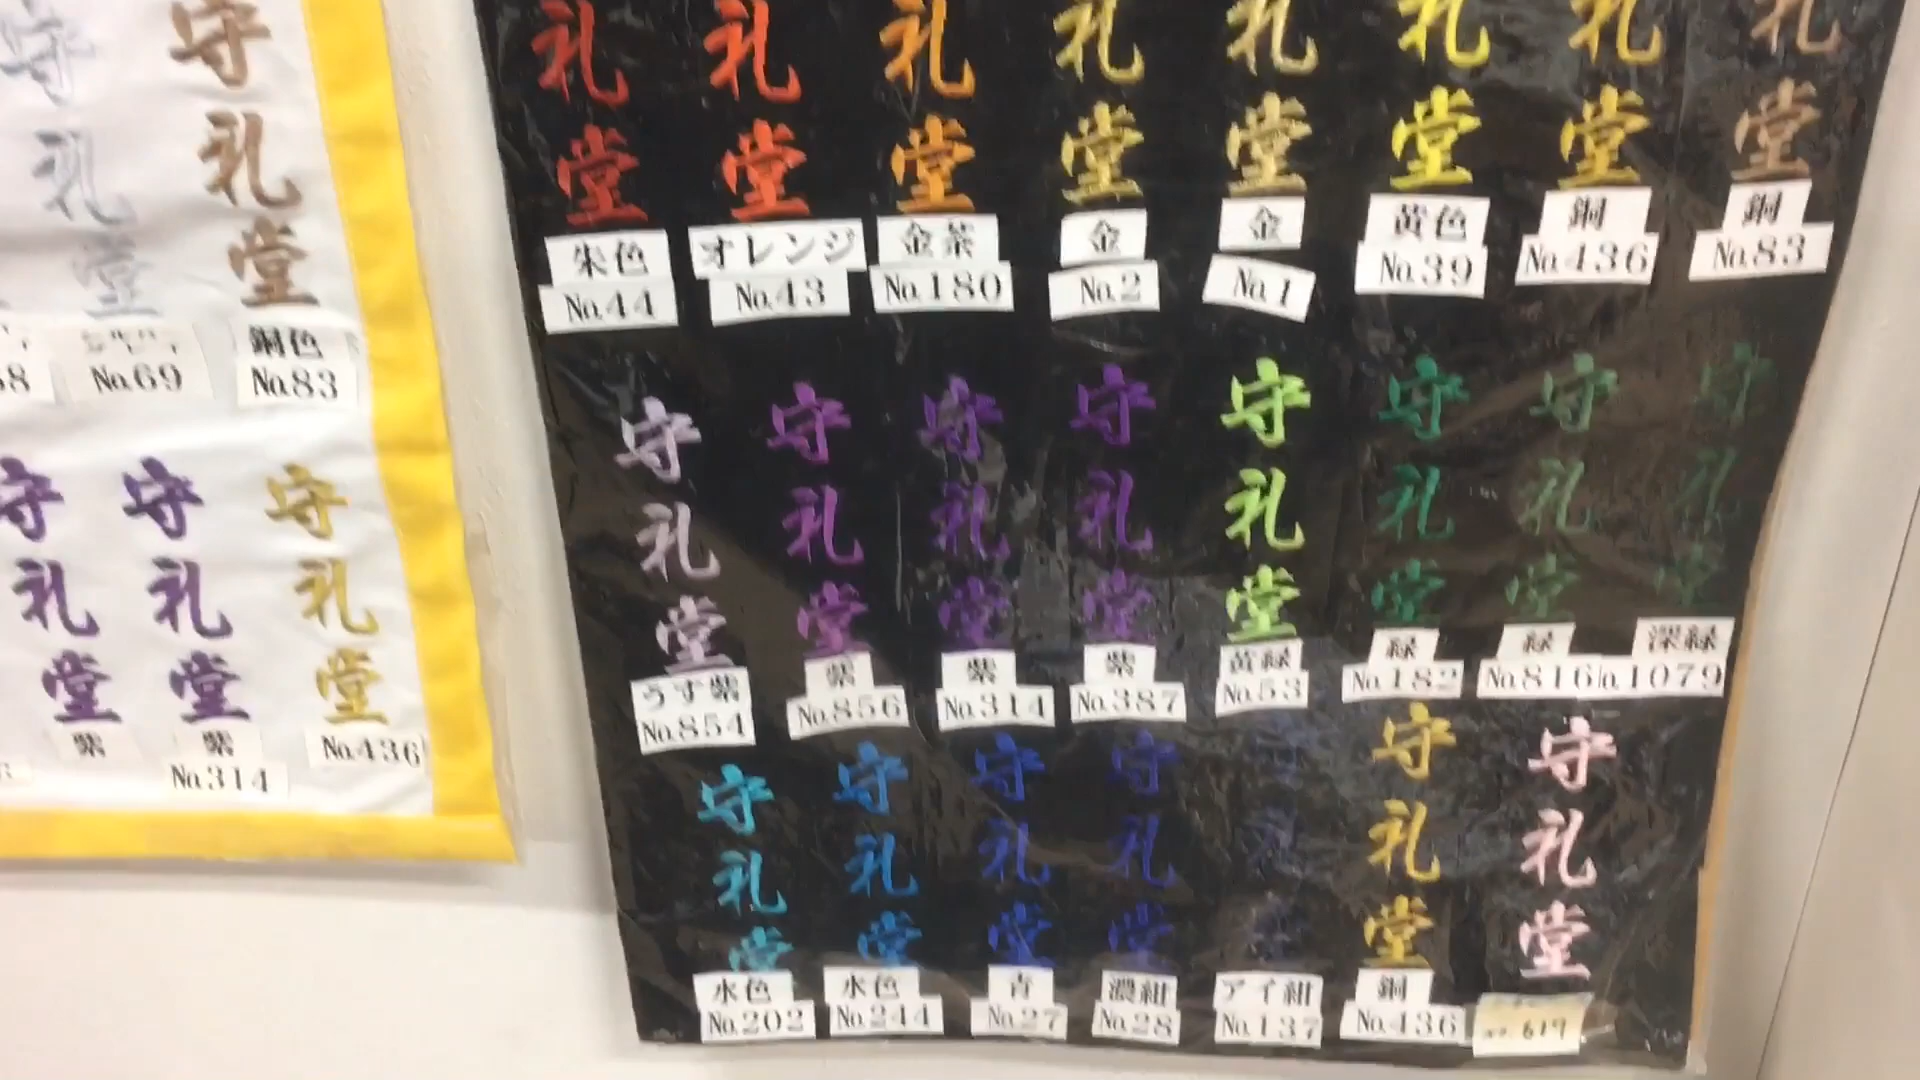 守
礼
堂
守
礼
堂
No.69
銅色
No.83
守
礼
堂
紫
守
礼
堂
紫
No.314
守
礼
堂
No.436
礼
堂
朱色
No.44
礼
堂
オレンジ
No.43
礼
堂
金茶
No.180
礼
堂
金
No.2
礼
堂
金
No.1
礼
堂
黄色
No.39
礼
堂
銅
No.436
礼
堂
銅
No.83
守
礼
堂
うす紫
No.854
守
礼
堂
紫
No.856
守
礼
堂
紫
No.314
守
礼
堂
紫
No.387
守
礼
堂
黄緑
No.53
守
礼
堂
緑
No.182
守
礼
堂
緑
No.816
守
礼
堂
深緑
1079
守
礼
堂
水色
No.202
守
礼
堂
水色
No.244
守
礼
堂
青
No.27
守
礼
堂
濃紺
No.28
守
礼
堂
アイ紺
No.137
守
礼
堂
銅
No.436
守
礼
堂
619